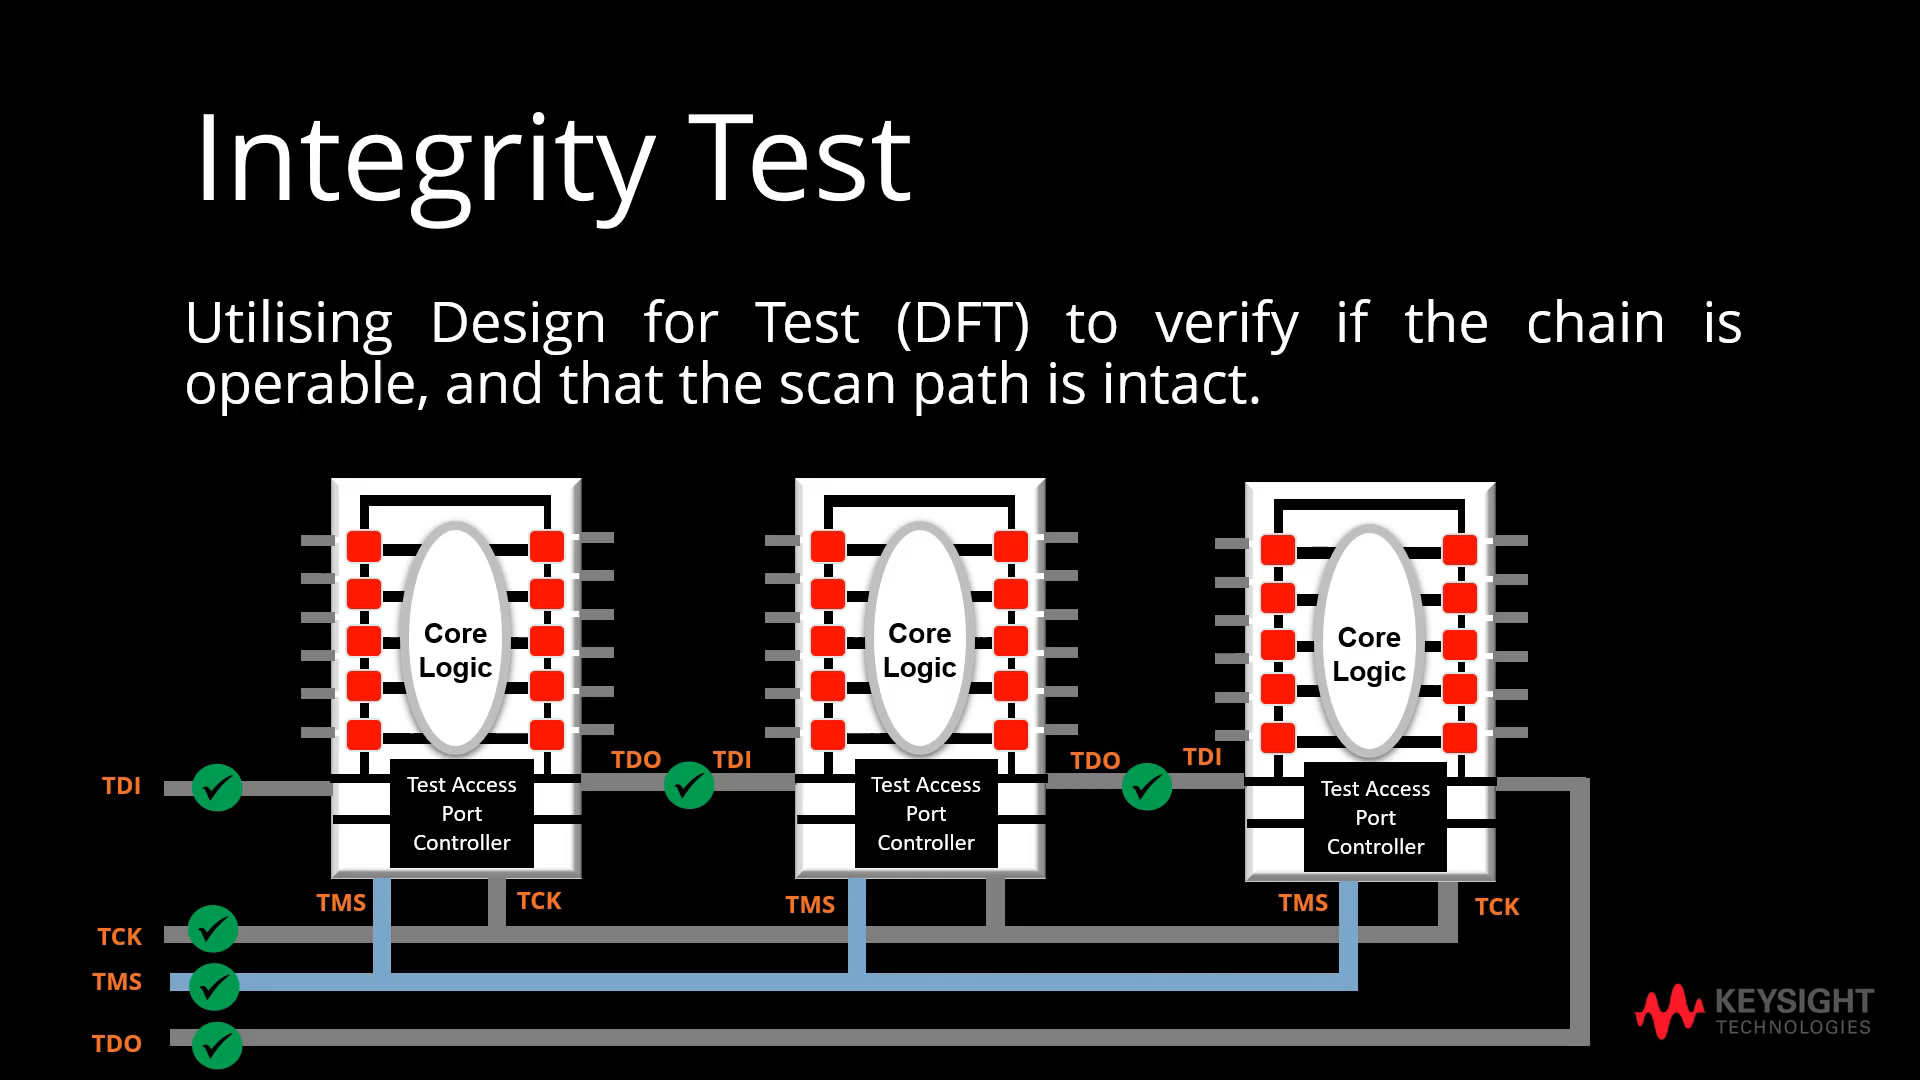 Integrity Test
Utilising Design for Test (DFT) to verify if the chain is
operable, and that the scan path is intact.
Core
Logic
Core
Logic
Core
Logic
TDI
TDO
TDI
TDO
TDI
Test Access
Port
Controller
Test Access
Port
Controller
Test Access
Port
Controller
TMS
TCK
TMS
TMS
TCK
TCK
TMS
TDO
KEYSIGHT
TECHNOLOGIES